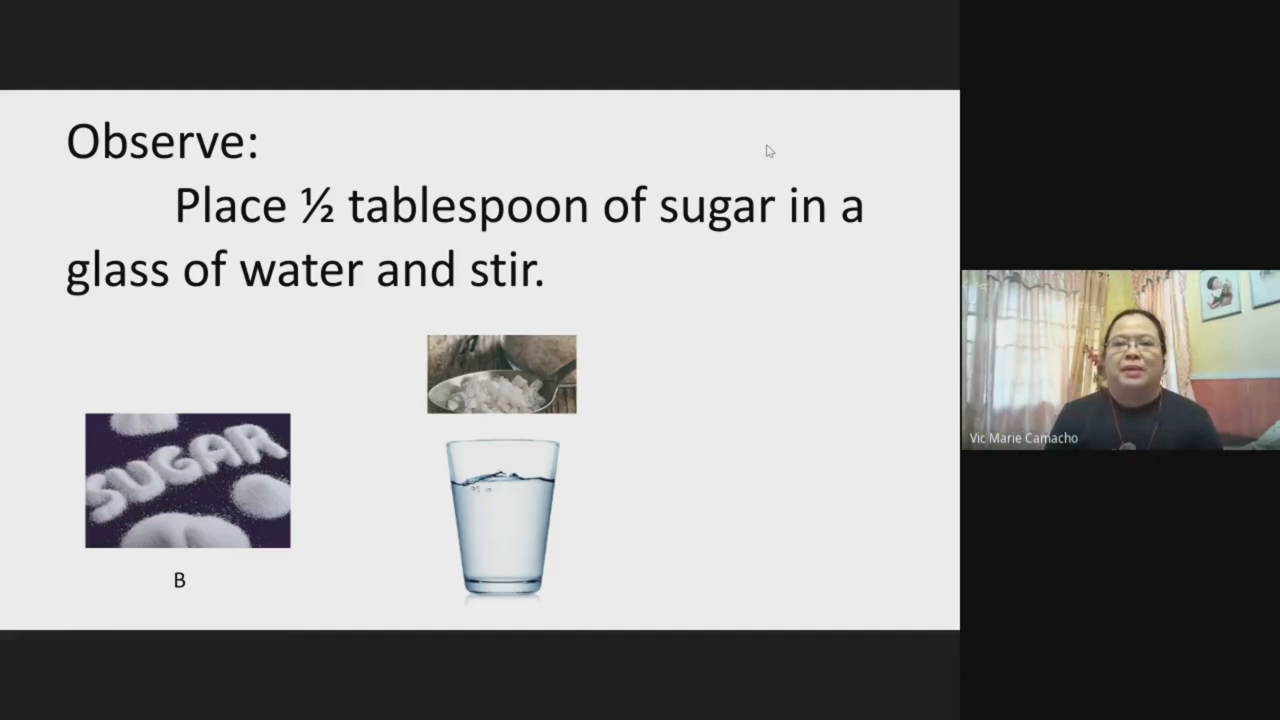 Observe:
Place ½ tablespoon of sugar in a
glass of water and stir.
SUGAR
B
Vic Marie Camacho